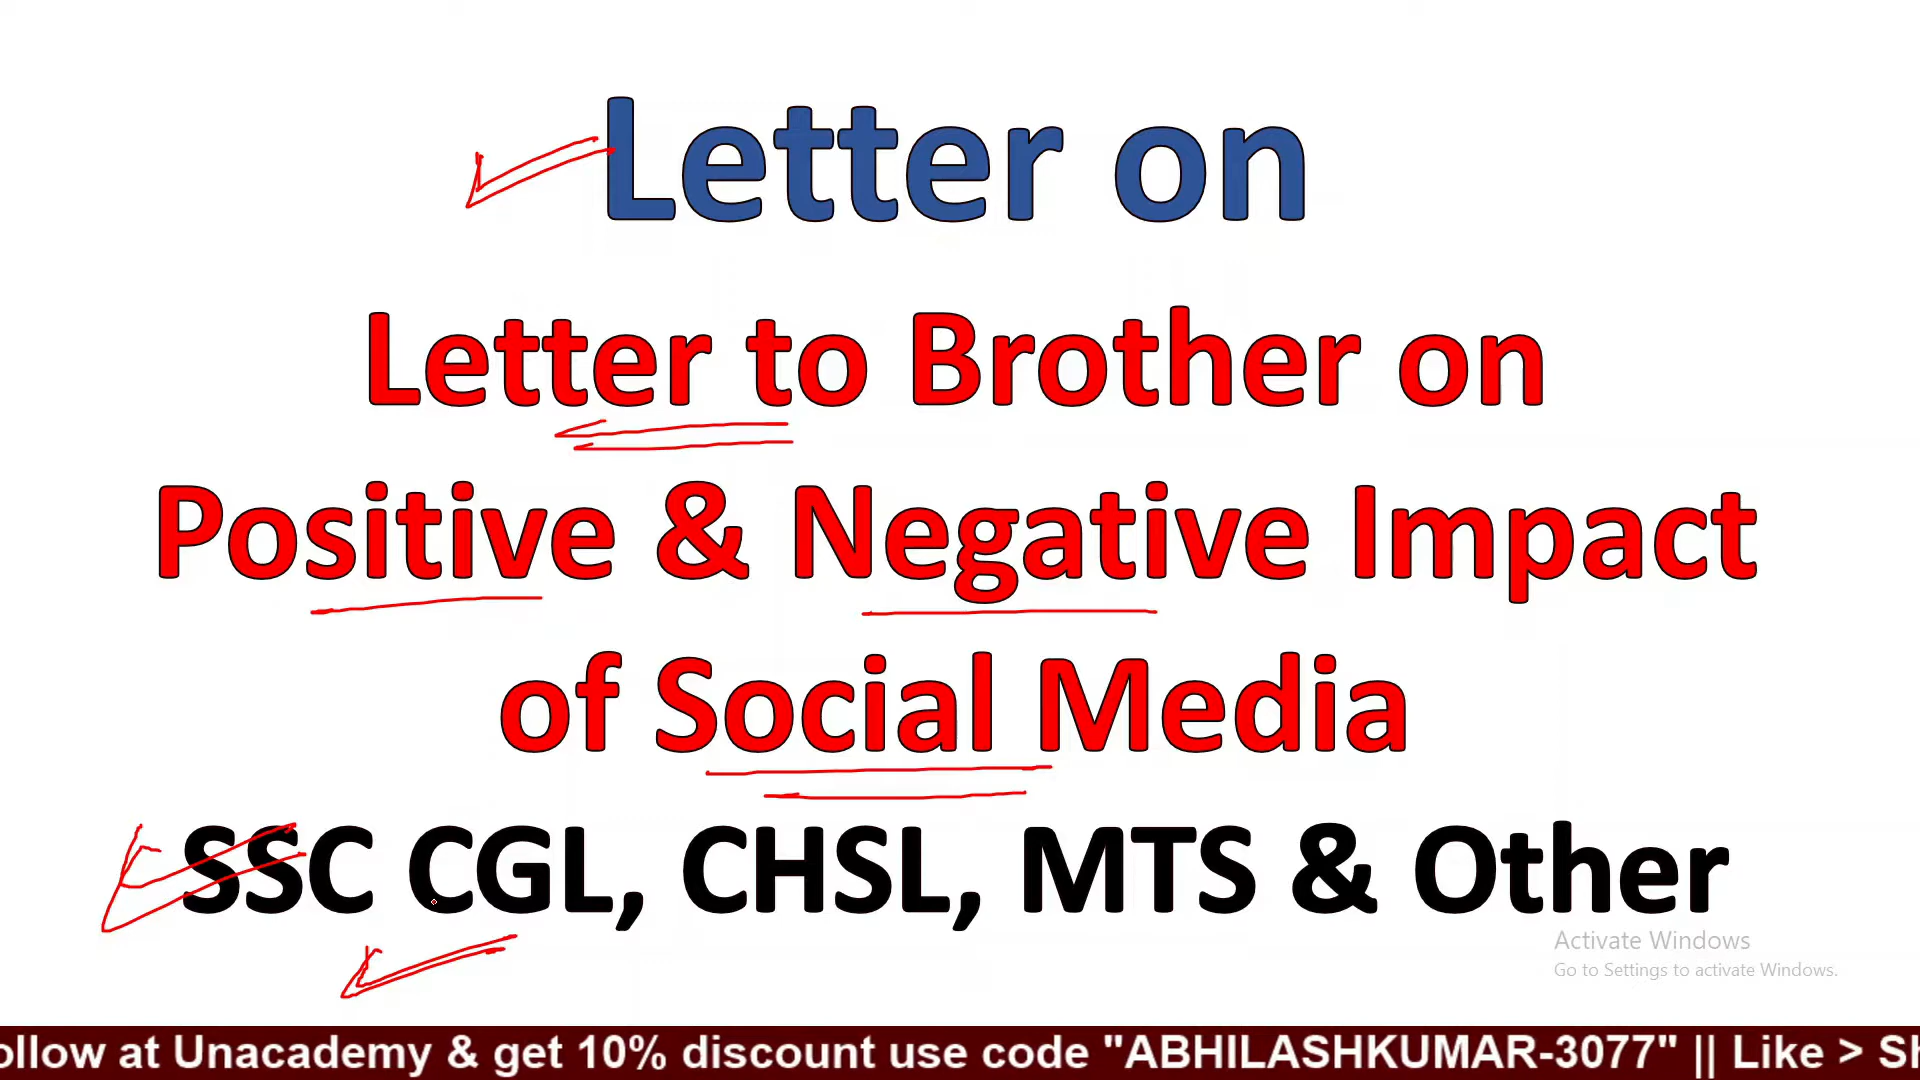 Letter on
Letter to Brother on
Positive & Negative Impact
of Social Media
SSC CGL, CHSL, MTS & Other
Activate Windows
Go to Settings to activate Windows.
ollow at Unacademy & get 10% discount use code "ABHILASHKUMAR-3077" || Like > S